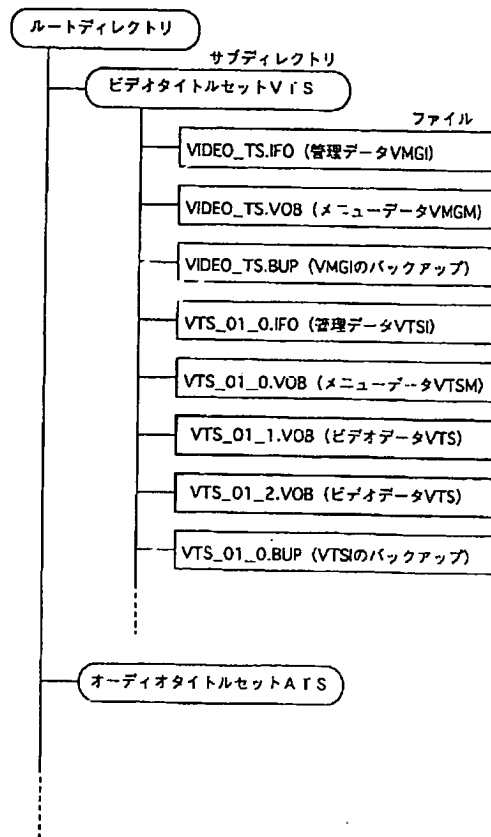 ルートディレクトリ
サブディレクトリ
ビデオタイトルセットVTS
ファイル
VIDEO_TS.IFO (管理データVMGI)
VIDEO_TS.VOB (メニューデータVMGM)
VIDEO_TS.BUP (VMGIのバックアップ)
VTS_01_0.IFO (管理データVTSI)
VTS_01_0.VOB (メニューデータVTSM)
VTS_01_1.VOB (ビデオデータVTS)
VTS_01_2.VOB (ビデオデータVTS)
VTS_01_0.BUP (VTSIのバックアップ)
オーディオタイトルセットATS